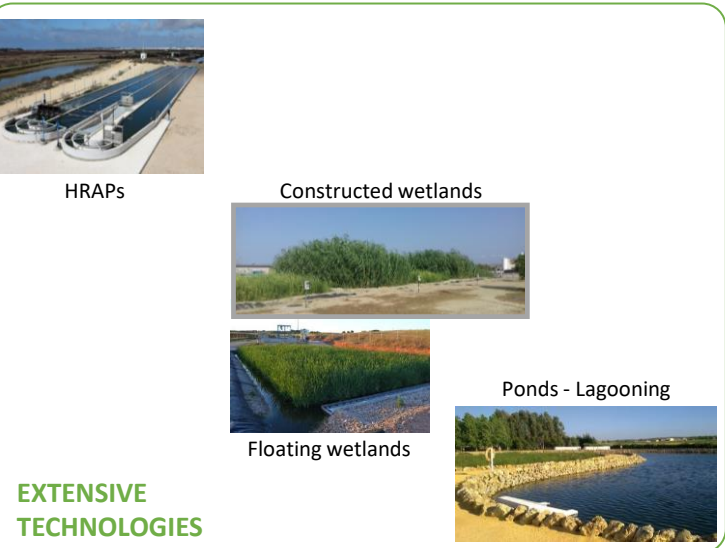 HRAPs
Constructed wetlands
Ponds - Lagooning
Floating wetlands
EXTENSIVE
TECHNOLOGIES